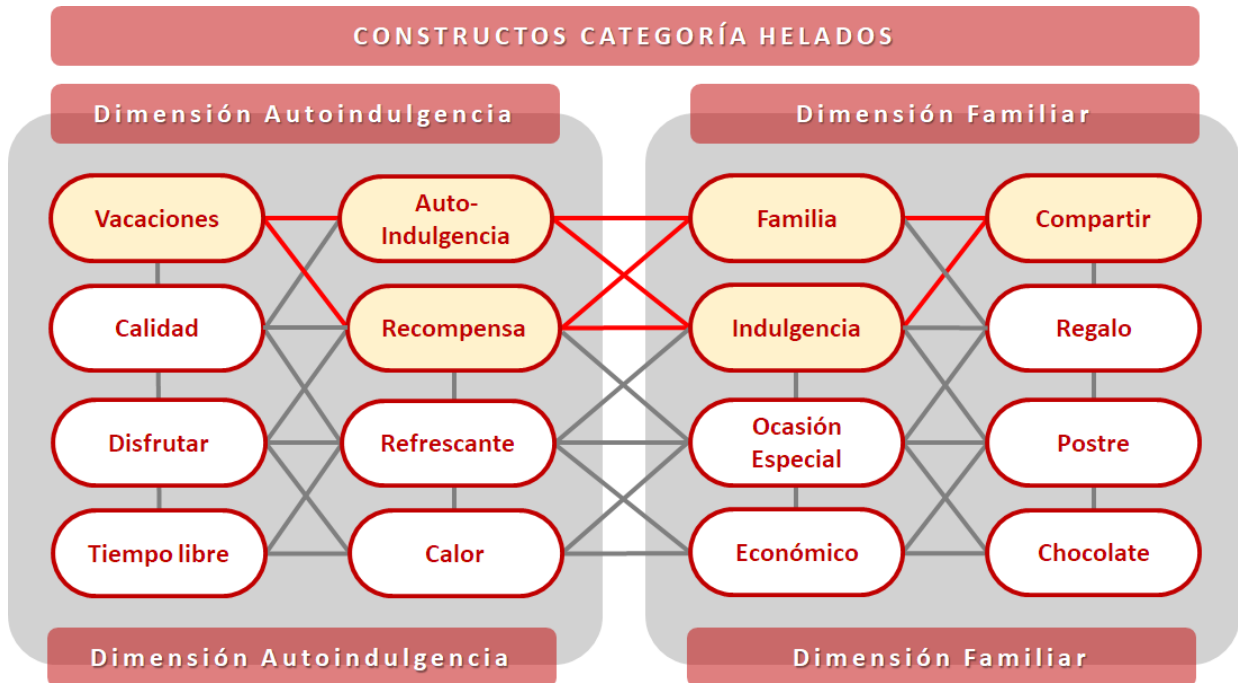 CONSTRUCTOS CATEGORÍA HELADOS
Dimensión Autoindulgencia
Dimensión Familiar
Vacaciones
Auto-
Indulgencia
Familia
Compartir
Calidad
Recompensa
Indulgencia
Regalo
Disfrutar
Refrescante
Ocasión
Especial
Postre
Tiempo libre
Calor
Económico
Chocolate
Dimensión Autoindulgencia
Dimensión Familiar